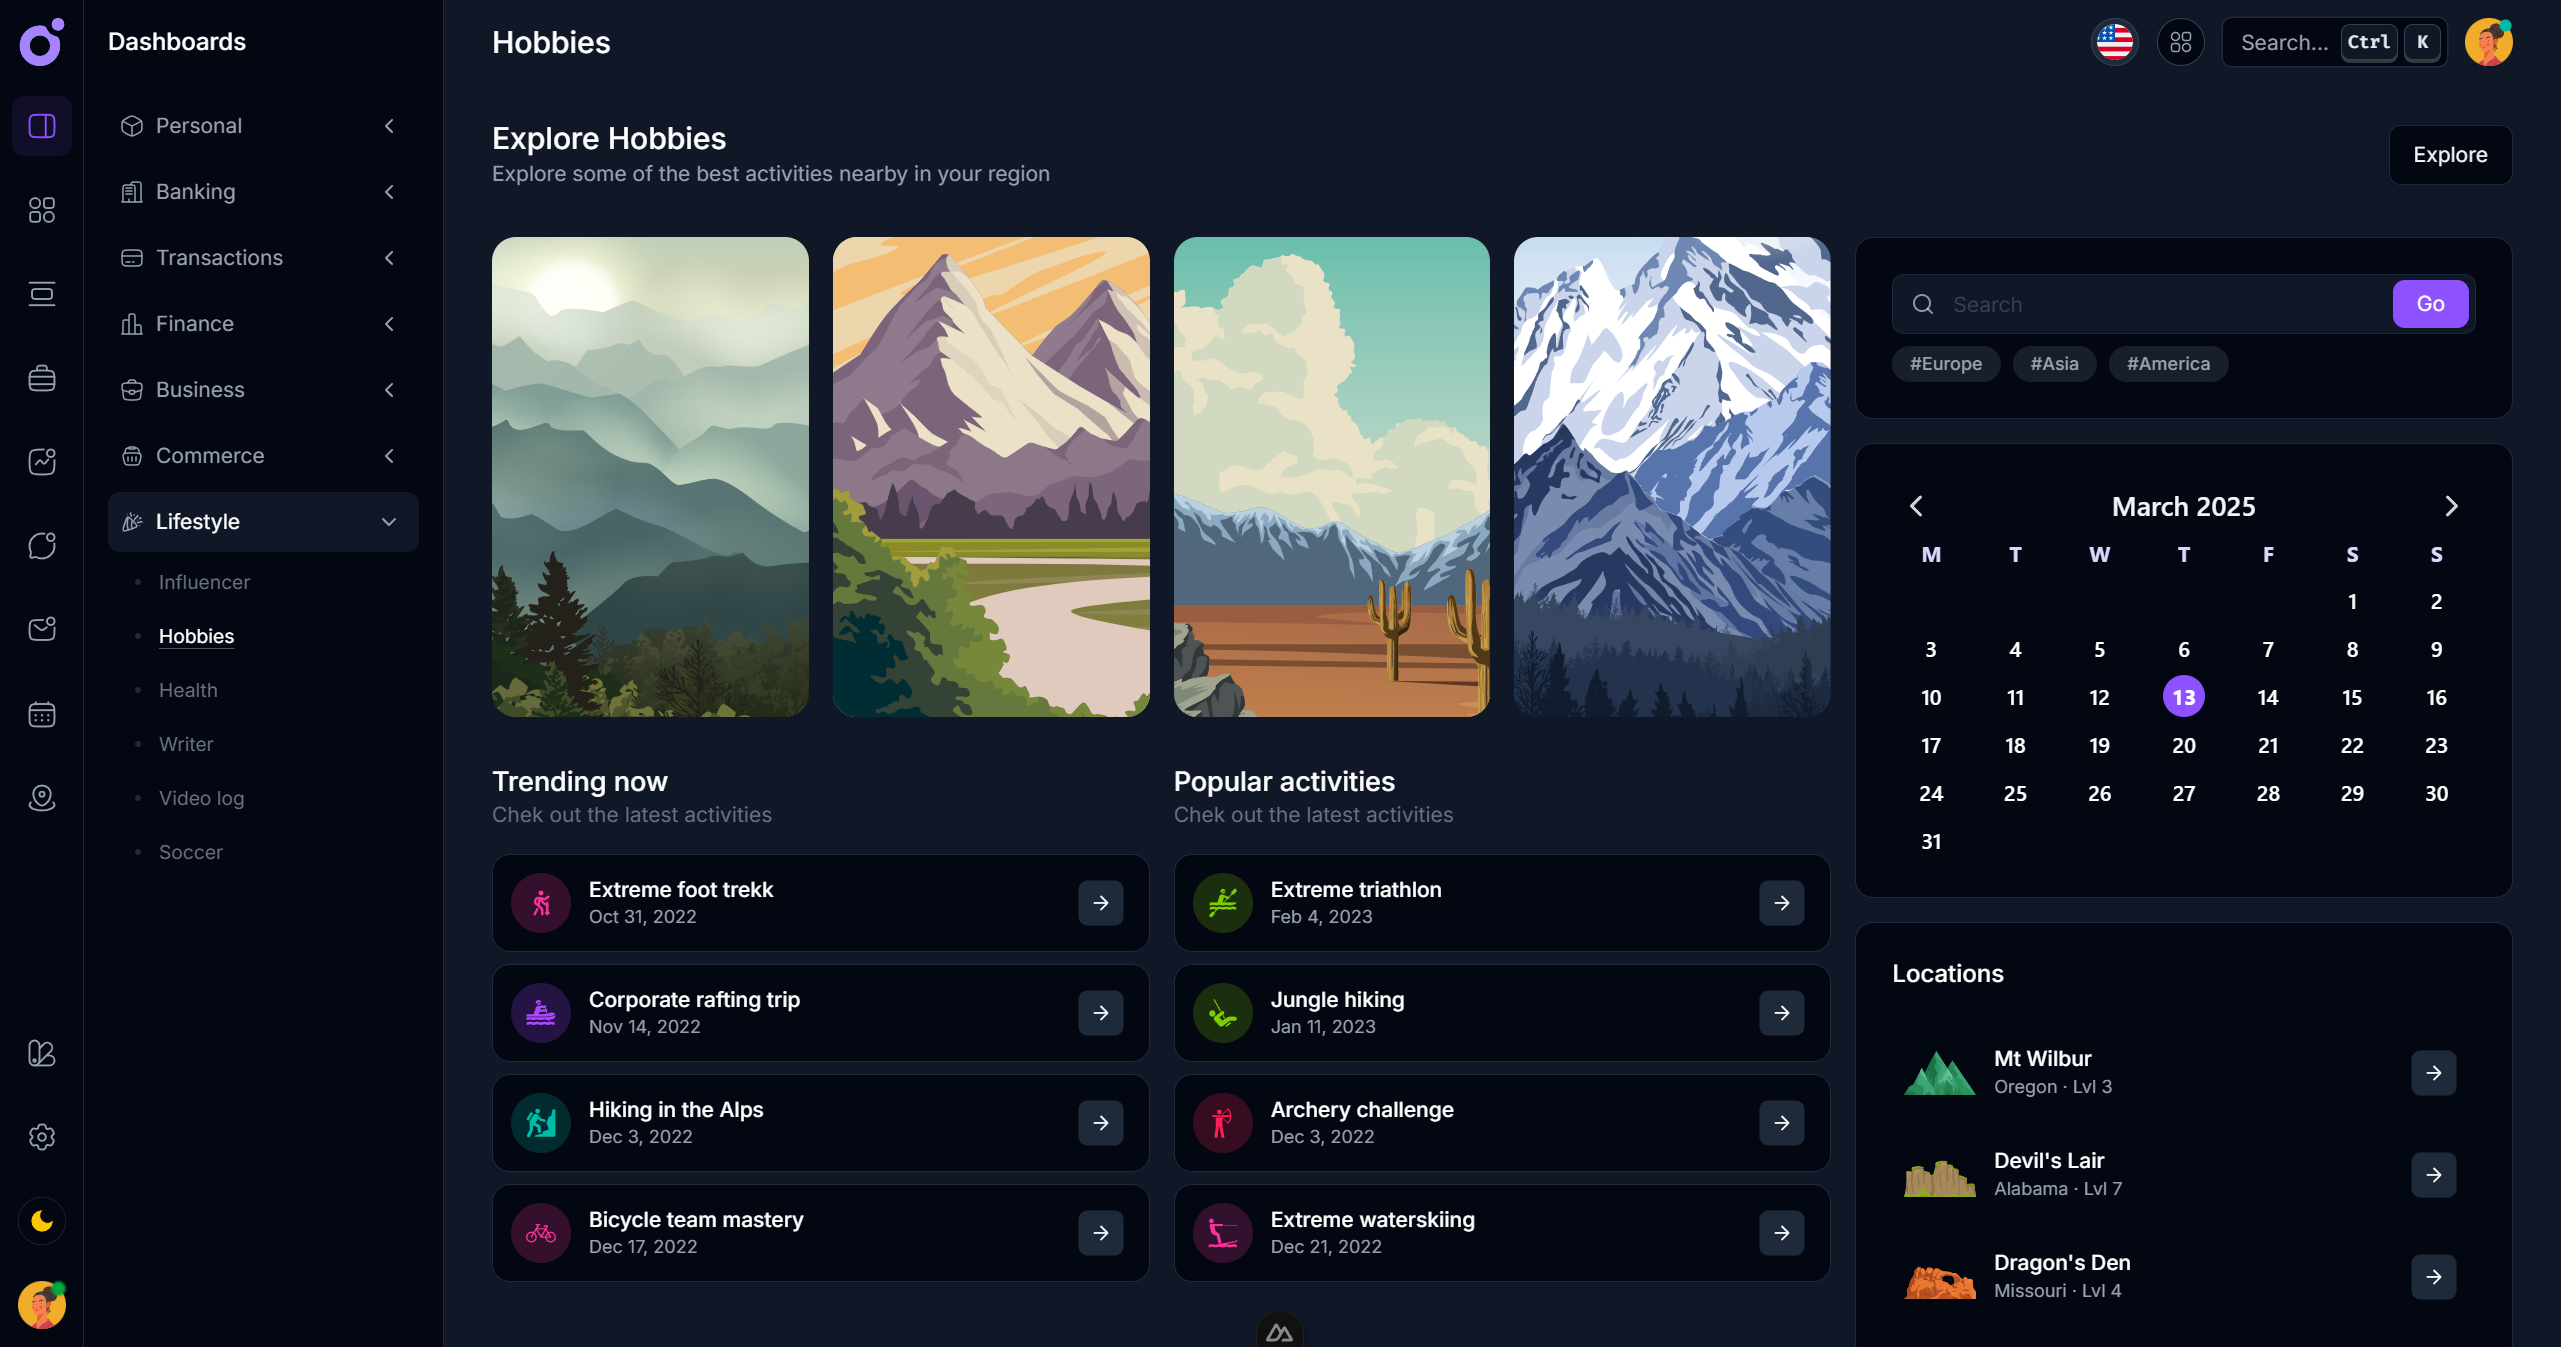 Dashboards
Personal
Banking
Transactions
Finance
Business
Commerce
Lifestyle
Influencer
Hobbies
Health
Writer
Video log
Soccer
Hobbies
Search...
Ctrl
K
Explore Hobbies
Explore some of the best activities nearby in your region
Explore
Trending now
Chek out the latest activities
Extreme foot trekk
Oct 31, 2022
Corporate rafting trip
Nov 14, 2022
Hiking in the Alps
Dec 3, 2022
Bicycle team mastery
Dec 17, 2022
Popular activities
Chek out the latest activities
Extreme triathlon
Feb 4, 2023
Jungle hiking
Jan 11, 2023
Archery challenge
Dec 3, 2022
Extreme waterskiing
Dec 21, 2022
Search
Go
#Europe
#Asia
#America
March 2025
M T W T F S S
1 2
3 4 5 6 7 8 9
10 11 12 13 14 15 16
17 18 19 20 21 22 23
24 25 26 27 28 29 30
31
Locations
Mt Wilbur
Oregon · Lvl 3
Devil's Lair
Alabama · Lvl 7
Dragon's Den
Missouri · Lvl 4